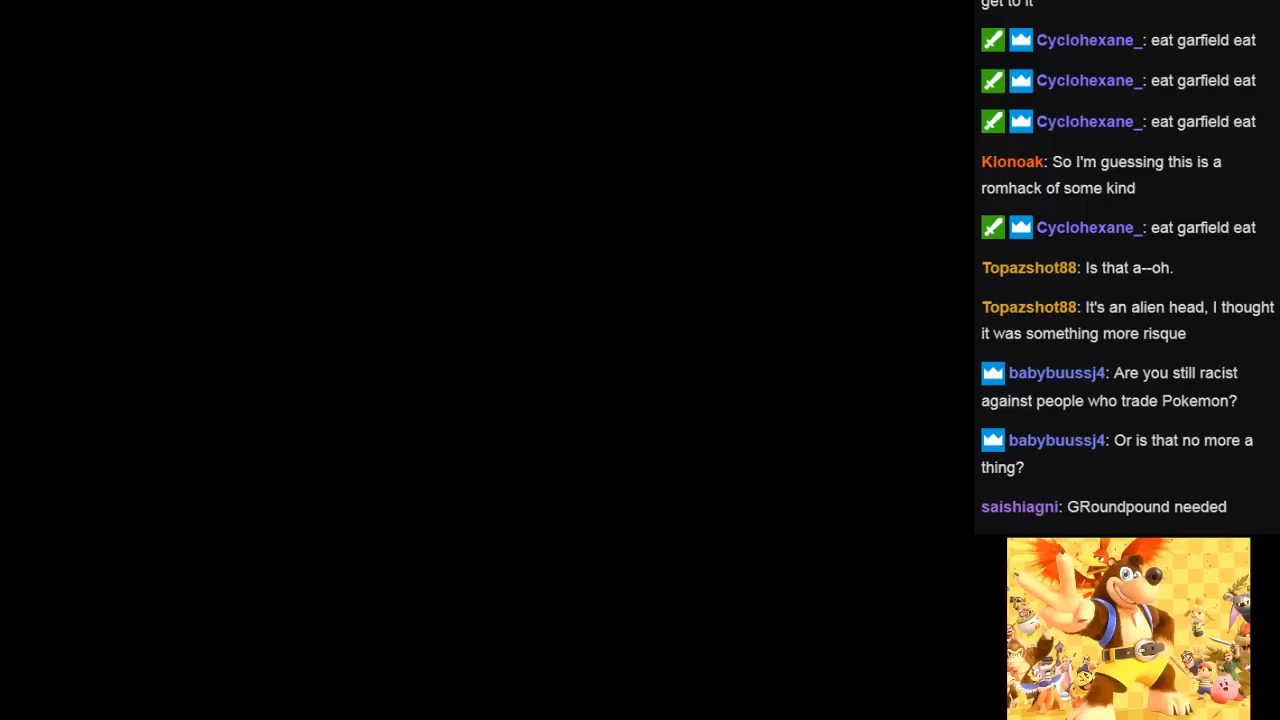 get to it
Cyclohexane_: eat garfield eat
Cyclohexane_: eat garfield eat
Cyclohexane_: eat garfield eat
Klonoak: So I'm guessing this is a
romhack of some kind
Cyclohexane_: eat garfield eat
Topazshot88: Is that a--oh.
Topazshot88: It's an alien head, I thought
it was something more risque
babybuussj4: Are you still racist
against people who trade Pokemon?
babybuussj4: Or is that no more a
thing?
saishiagni: GRoundpound needed